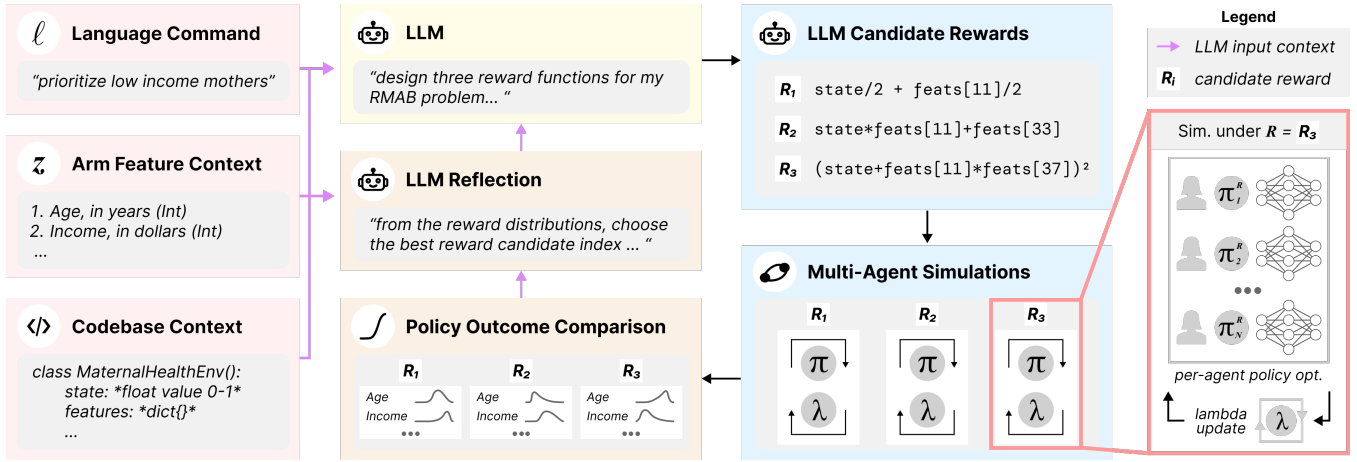 ℓ Language Command
“prioritize low income mothers”
z Arm Feature Context
1. Age, in years (Int)
2. Income, in dollars (Int)
...
</> Codebase Context
class MaternalHealthEnv():
state: *float value 0-1*
features: *dict{}*
...
LLM
“design three reward functions for my
RMAB problem... “
LLM Reflection
“from the reward distributions, choose
the best reward candidate index ... “
Policy Outcome Comparison
R₁ R₂ R₃
Age Age Age
Income Income Income
LLM Candidate Rewards
R₁ state/2 + feats[11]/2
R₂ state*feats[11]+feats[33]
R₃ (state+feats[11]*feats[37])²
Multi-Agent Simulations
R₁ R₂ R₃
π π π
λ λ λ
Legend
LLM input context
Rᵢ candidate reward
Sim. under R = R₃
π₁ᴿ
π₂ᴿ
π_Nᴿ
per-agent policy opt.
lambda
update
λ